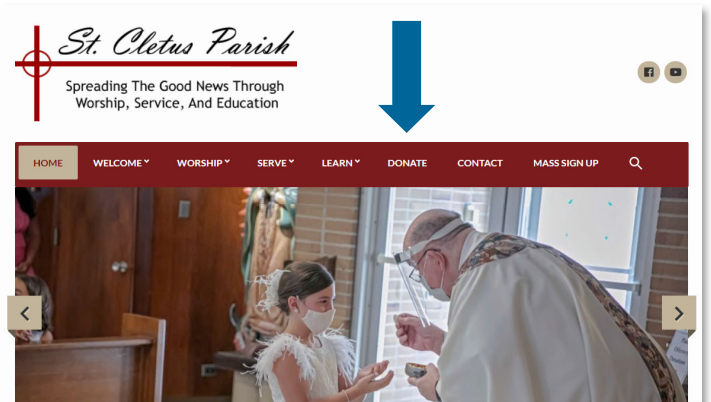 St. Cletus Parish
Spreading The Good News Through
Worship, Service, And Education
HOME WELCOME WORSHIP SERVE LEARN DONATE CONTACT MASS SIGN UP